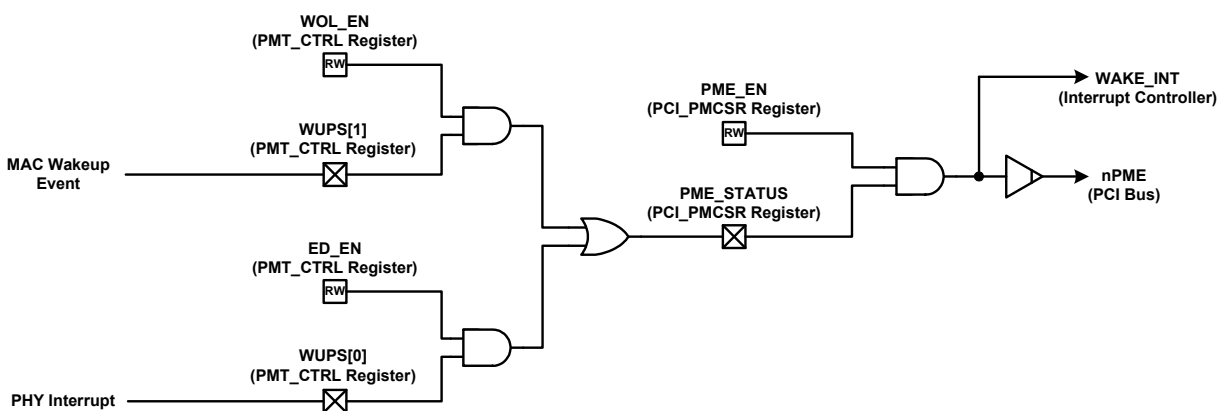 WOL_EN
(PMT_CTRL Register)
RW
WUPS[1]
(PMT_CTRL Register)
MAC Wakeup
Event
PME_EN
(PCI_PMCSR Register)
RW
WAKE_INT
(Interrupt Controller)
PME_STATUS
(PCI_PMCSR Register)
nPME
(PCI Bus)
ED_EN
(PMT_CTRL Register)
RW
WUPS[0]
(PMT_CTRL Register)
PHY Interrupt